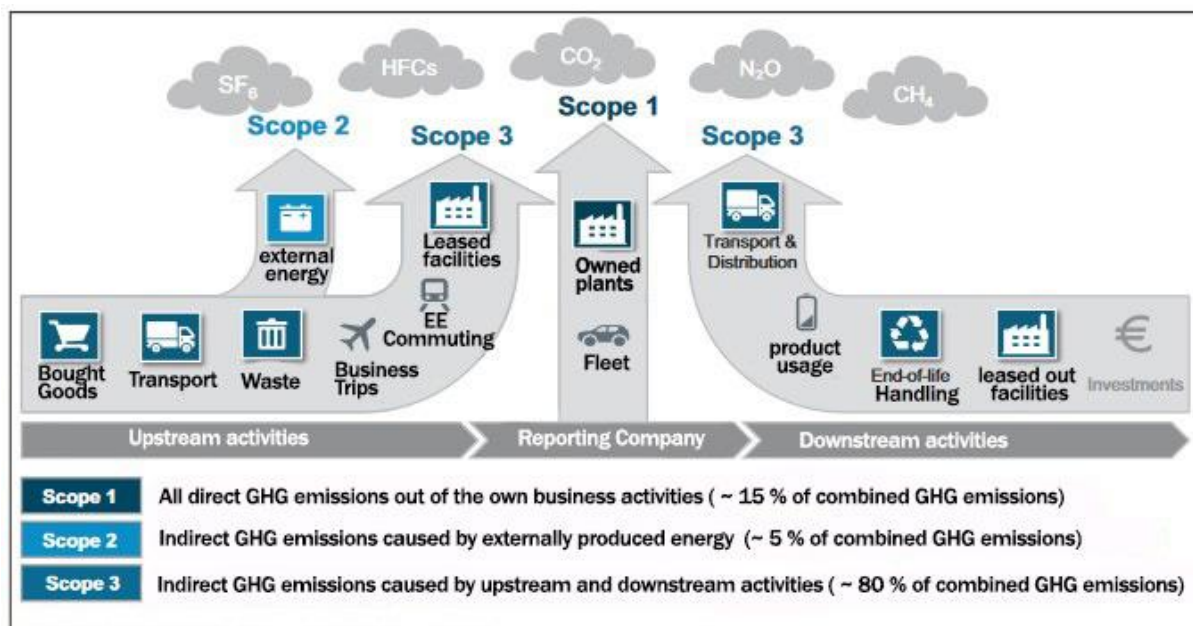 SF₆
HFCs
CO₂
N₂O
CH₄
Scope 2
Scope 3
Scope 1
Scope 3
external
energy
Leased
facilities
Owned
plants
Transport &
Distribution
EE
Commuting
Bought
Goods
Transport
Waste
Business
Trips
Fleet
product
usage
End-of-life
Handling
leased out
facilities
€
Investments
Upstream activities
Reporting Company
Downstream activities
Scope 1 All direct GHG emissions out of the own business activities ( ~ 15 % of combined GHG emissions)
Scope 2 Indirect GHG emissions caused by externally produced energy (~ 5 % of combined GHG emissions)
Scope 3 Indirect GHG emissions caused by upstream and downstream activities ( ~ 80 % of combined GHG emissions)